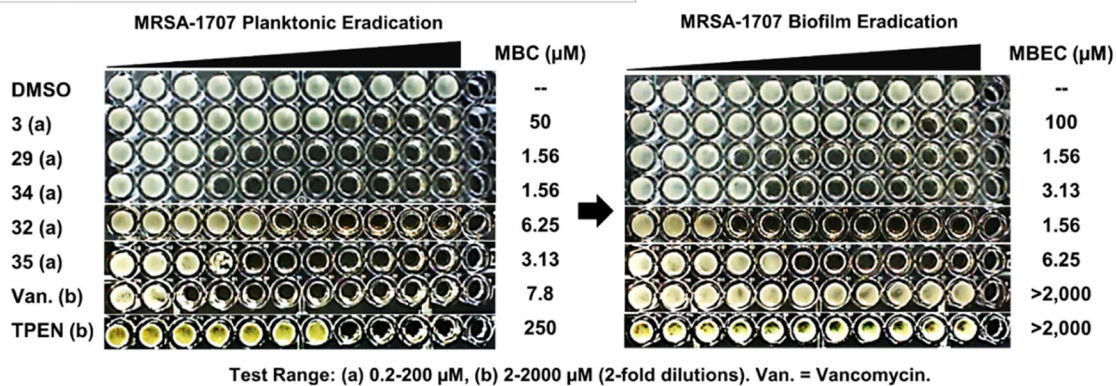 MRSA-1707 Planktonic Eradication
MBC (µM)
DMSO --
3 (a) 50
29 (a) 1.56
34 (a) 1.56
32 (a) 6.25
35 (a) 3.13
Van. (b) 7.8
TPEN (b) 250
MRSA-1707 Biofilm Eradication
MBEC (µM)
--
100
1.56
3.13
1.56
6.25
>2,000
>2,000
Test Range: (a) 0.2-200 µM, (b) 2-2000 µM (2-fold dilutions). Van. = Vancomycin.